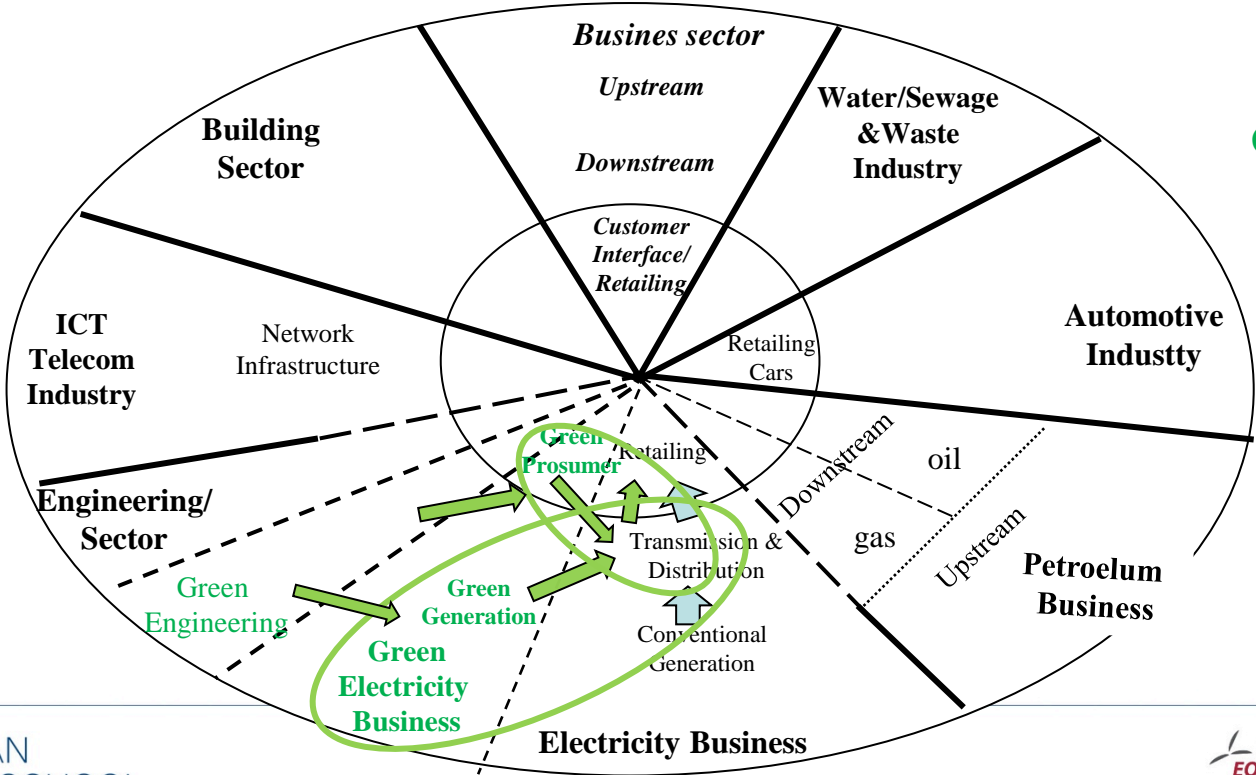 Busines sector
Upstream
Downstream
Customer
Interface/
Retailing
Water/Sewage
&Waste
Industry
Building
Sector
ICT
Telecom
Industry
Network
Infrastructure
Retailing
Cars
Automotive
Industty
Engineering/
Sector
Green
Engineering
Green
Prosumer
Retailing
Green
Generation
Green
Electricity
Business
Transmission &
Distribution
Conventional
Generation
Electricity Business
Downstream
oil
gas
Upstream
Petroelum
Business
AN